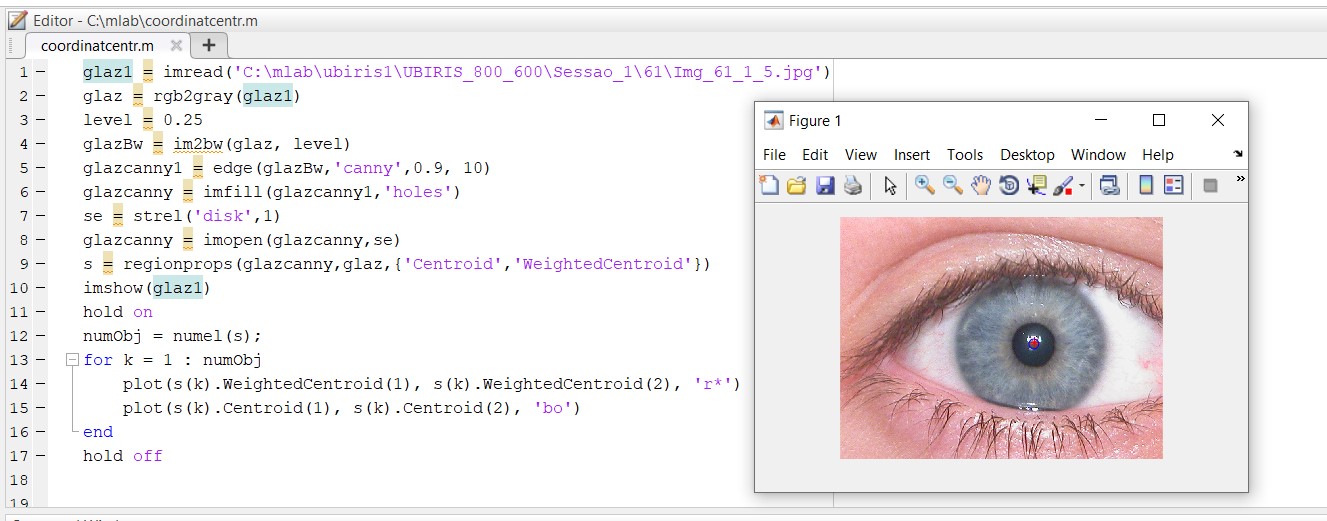 Editor - C:\mlab\coordinatcentr.m
coordinatcentr.m
1 glaz1 = imread('C:\mlab\ubiris1\UBIRIS_800_600\Sessao_1\61\Img_61_1_5.jpg')
2 glaz = rgb2gray(glaz1)
3 level = 0.25
4 glazBw = im2bw(glaz, level)
5 glazcanny1 = edge(glazBw,'canny',0.9, 10)
6 glazcanny = imfill(glazcanny1,'holes')
7 se = strel('disk',1)
8 glazcanny = imopen(glazcanny,se)
9 s = regionprops(glazcanny,glaz,{'Centroid','WeightedCentroid'})
10 imshow(glaz1)
11 hold on
12 numObj = numel(s);
13 for k = 1 : numObj
14 plot(s(k).WeightedCentroid(1), s(k).WeightedCentroid(2), 'r*')
15 plot(s(k).Centroid(1), s(k).Centroid(2), 'bo')
16 end
17 hold off
18
19
Figure 1
File Edit View Insert Tools Desktop Window Help